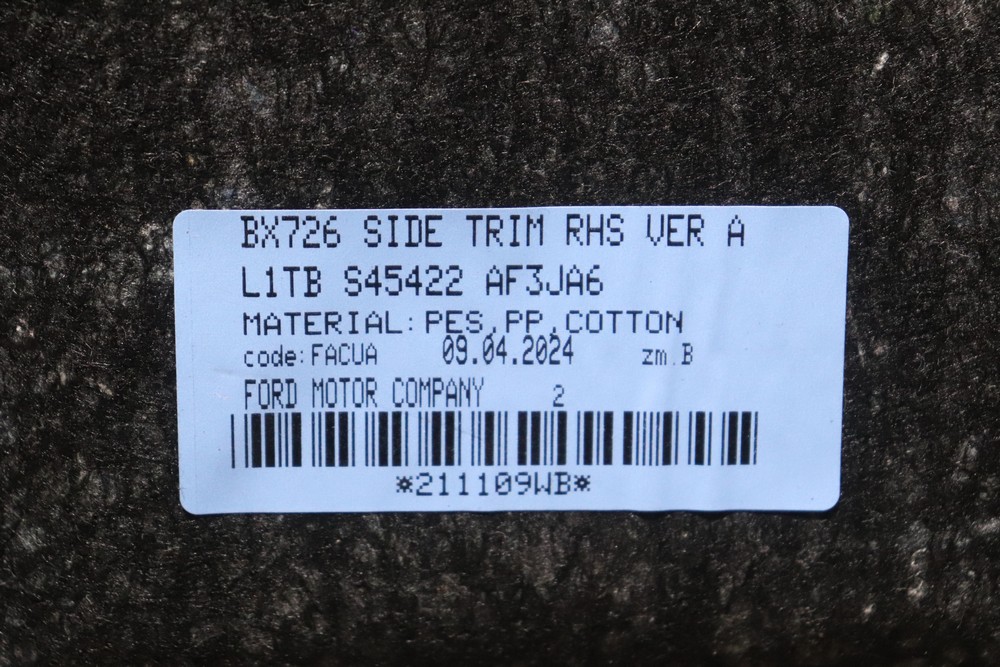 BX726 SIDE TRIM RHS VER A
L1TB S45422 AF3JA6
MATERIAL:PES,PP,COTTON
code:FACUA 09.04.2024 zm.B
FORD MOTOR COMPANY 2
*211109WB*